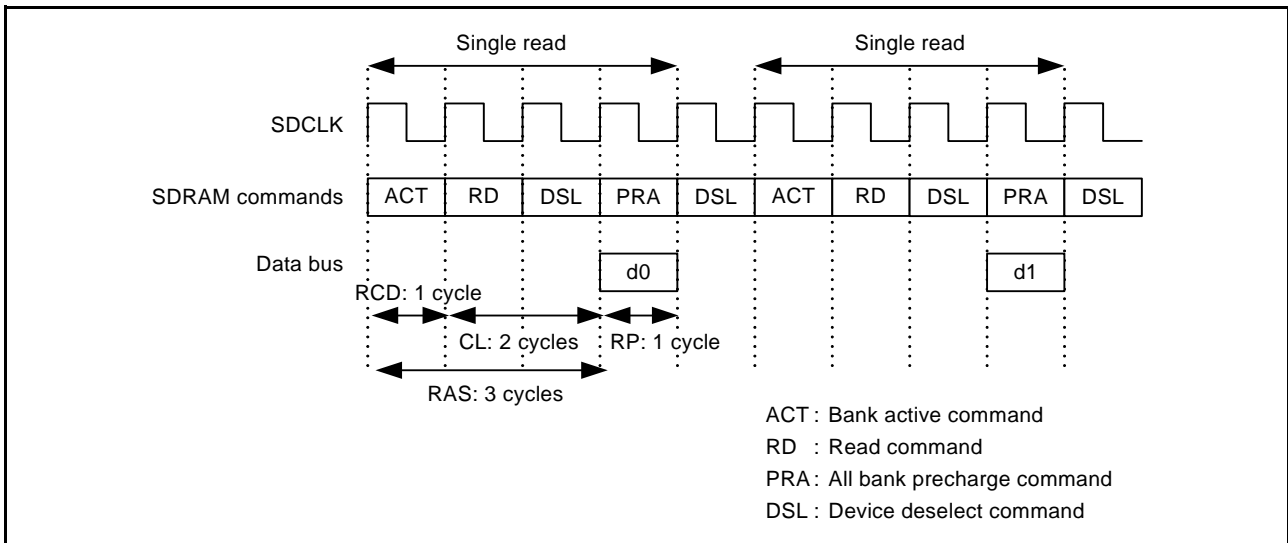 Single read Single read
SDCLK
SDRAM commands ACT RD DSL PRA DSL ACT RD DSL PRA DSL
Data bus d0 d1
RCD: 1 cycle
CL: 2 cycles RP: 1 cycle
RAS: 3 cycles
ACT : Bank active command
RD : Read command
PRA : All bank precharge command
DSL : Device deselect command